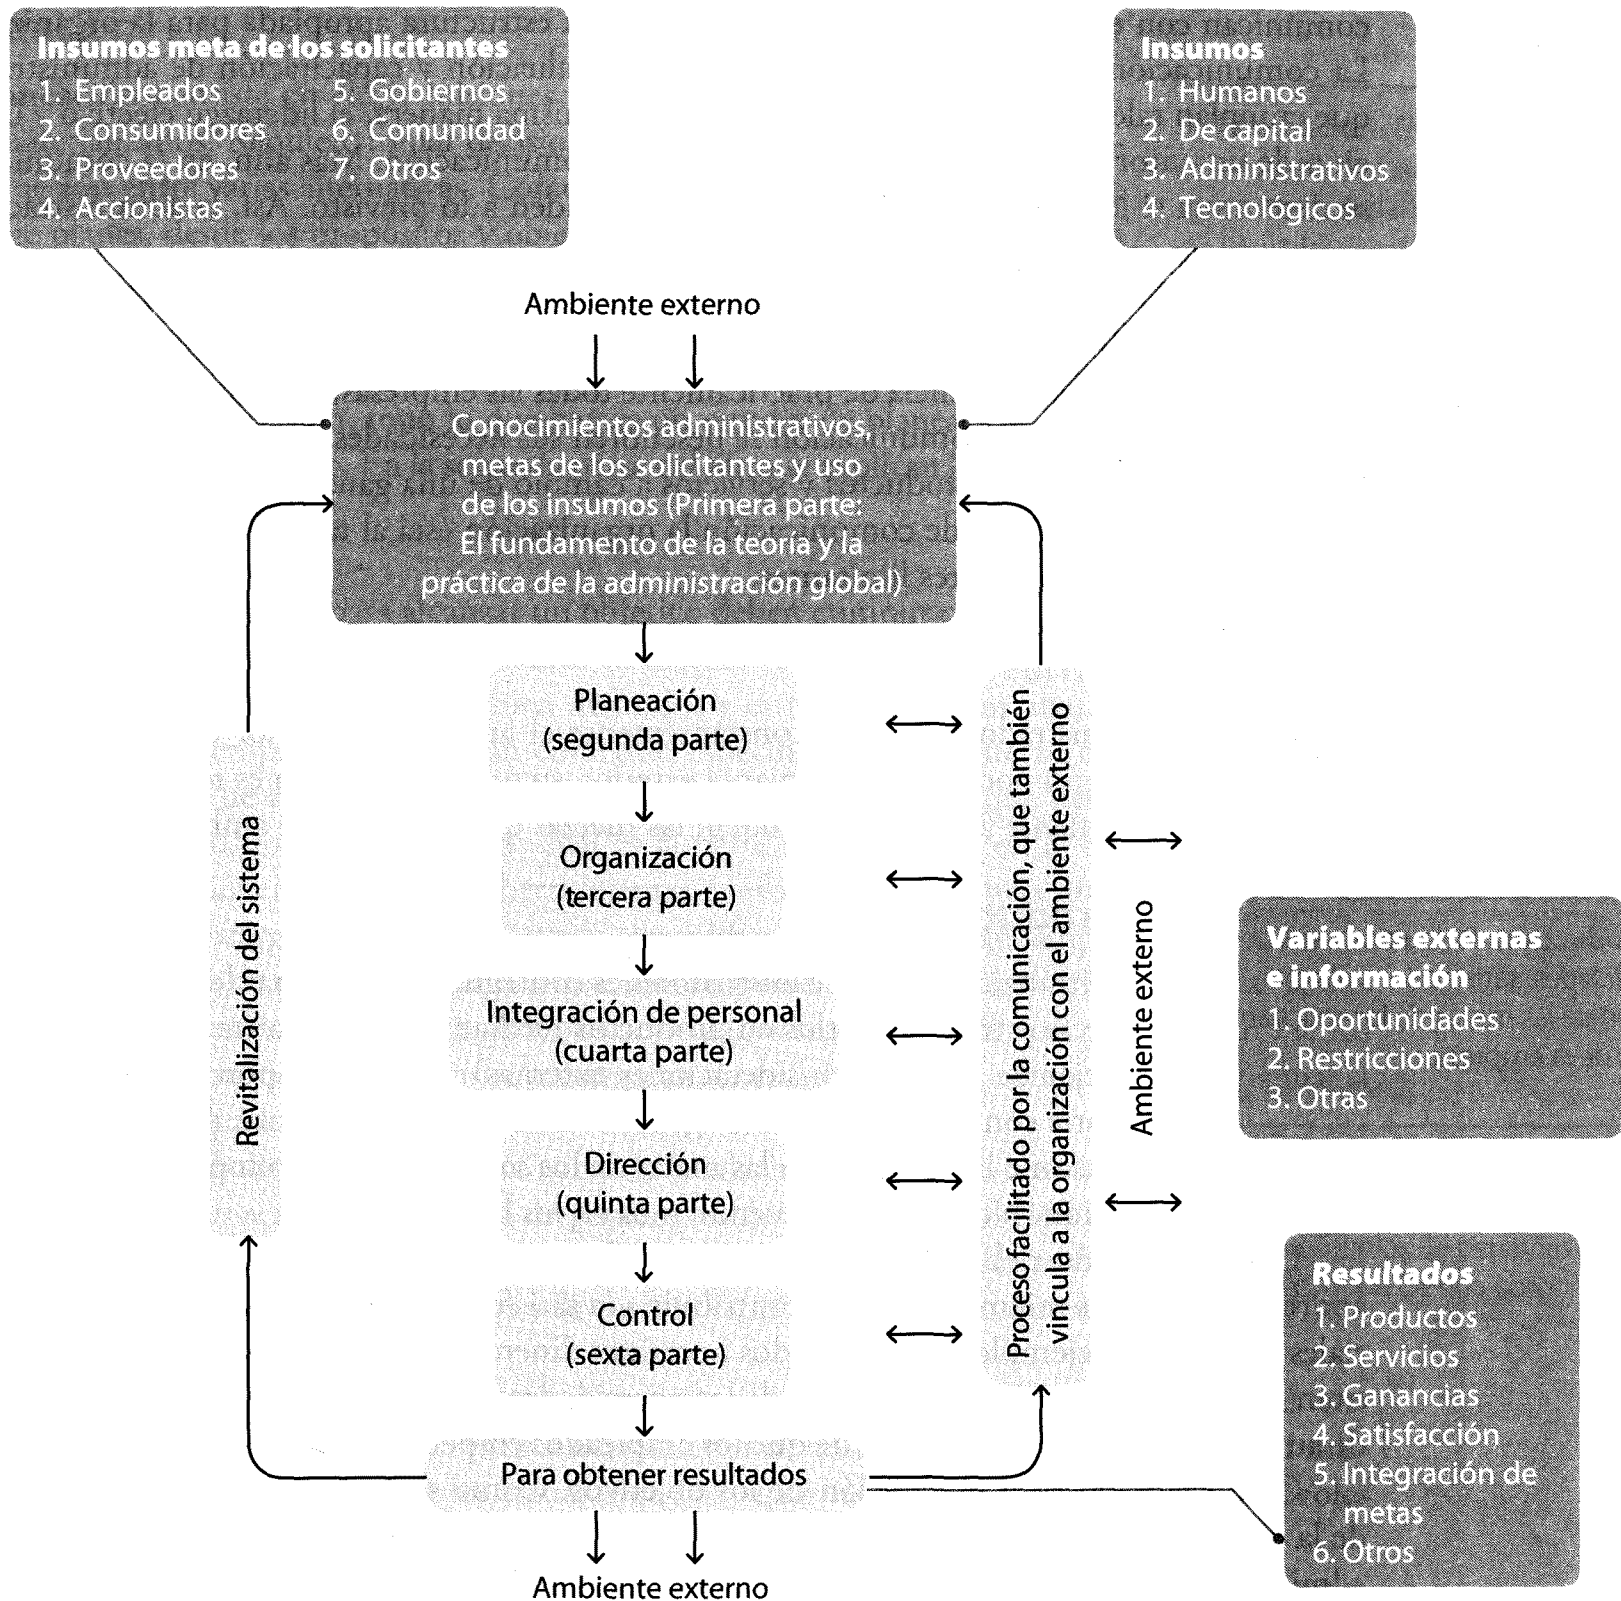 Insumos meta de los solicitantes
1. Empleados
2. Consumidores
3. Proveedores
4. Accionistas
5. Gobiernos
6. Comunidad
7. Otros
Insumos
1. Humanos
2. De capital
3. Administrativos
4. Tecnológicos
Ambiente externo
Conocimientos administrativos,
metas de los solicitantes y uso
de los insumos (Primera parte:
El fundamento de la teoría y la
práctica de la administración global)
Planeación
(segunda parte)
Organización
(tercera parte)
Integración de personal
(cuarta parte)
Dirección
(quinta parte)
Control
(sexta parte)
Para obtener resultados
Ambiente externo
Revitalización del sistema
Proceso facilitado por la comunicación, que también
vincula a la organización con el ambiente externo
Ambiente externo
Variables externas
e información
1. Oportunidades
2. Restricciones
3. Otras
Resultados
1. Productos
2. Servicios
3. Ganancias
4. Satisfacción
5. Integración de
metas
6. Otros